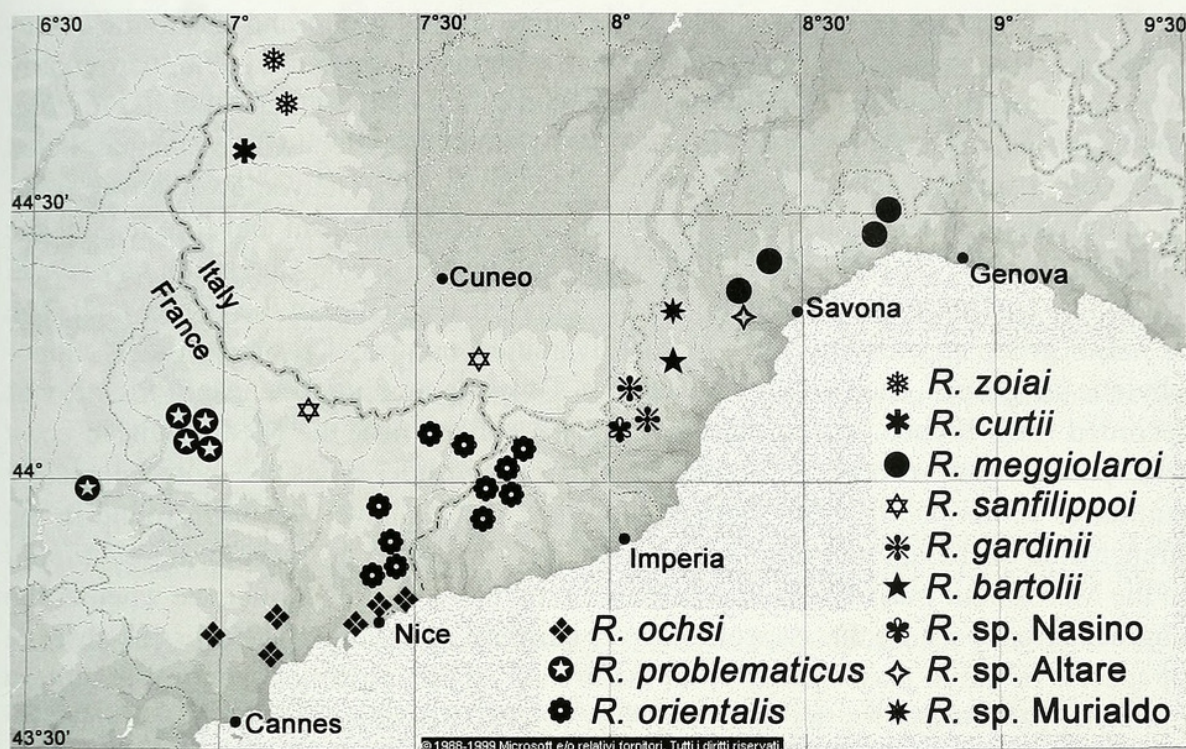 6°30 7° 7°30' 8° 8°30' 9° 9°30
44°30'
Italy
France
Cuneo
Genova
Savona
44°
Imperia
Nice
Cannes
43°30'
R. zoiai
R. curtii
R. meggiolaroi
R. sanfilippoi
R. gardinii
R. bartolii
R. sp. Nasino
R. sp. Altare
R. sp. Murialdo
R. ochsi
R. problematicus
R. orientalis
© 1988-1999 Microsoft e/o relativi fornitori. Tutti i diritti riservati.